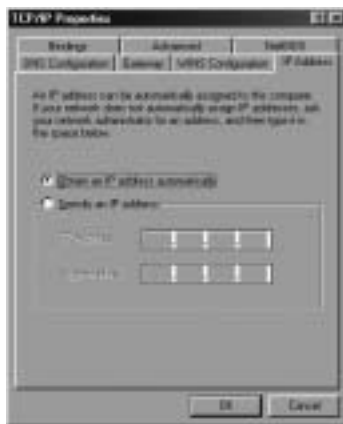 TCP/IP Properties
Bindings Advanced NetBIOS
DNS Configuration Gateway WINS Configuration IP Address
An IP address can be automatically assigned to this computer.
If your network does not automatically assign IP addresses, ask
your network administrator for an address, and then type it in
the space below.
Obtain an IP address automatically
Specify an IP address:
OK Cancel